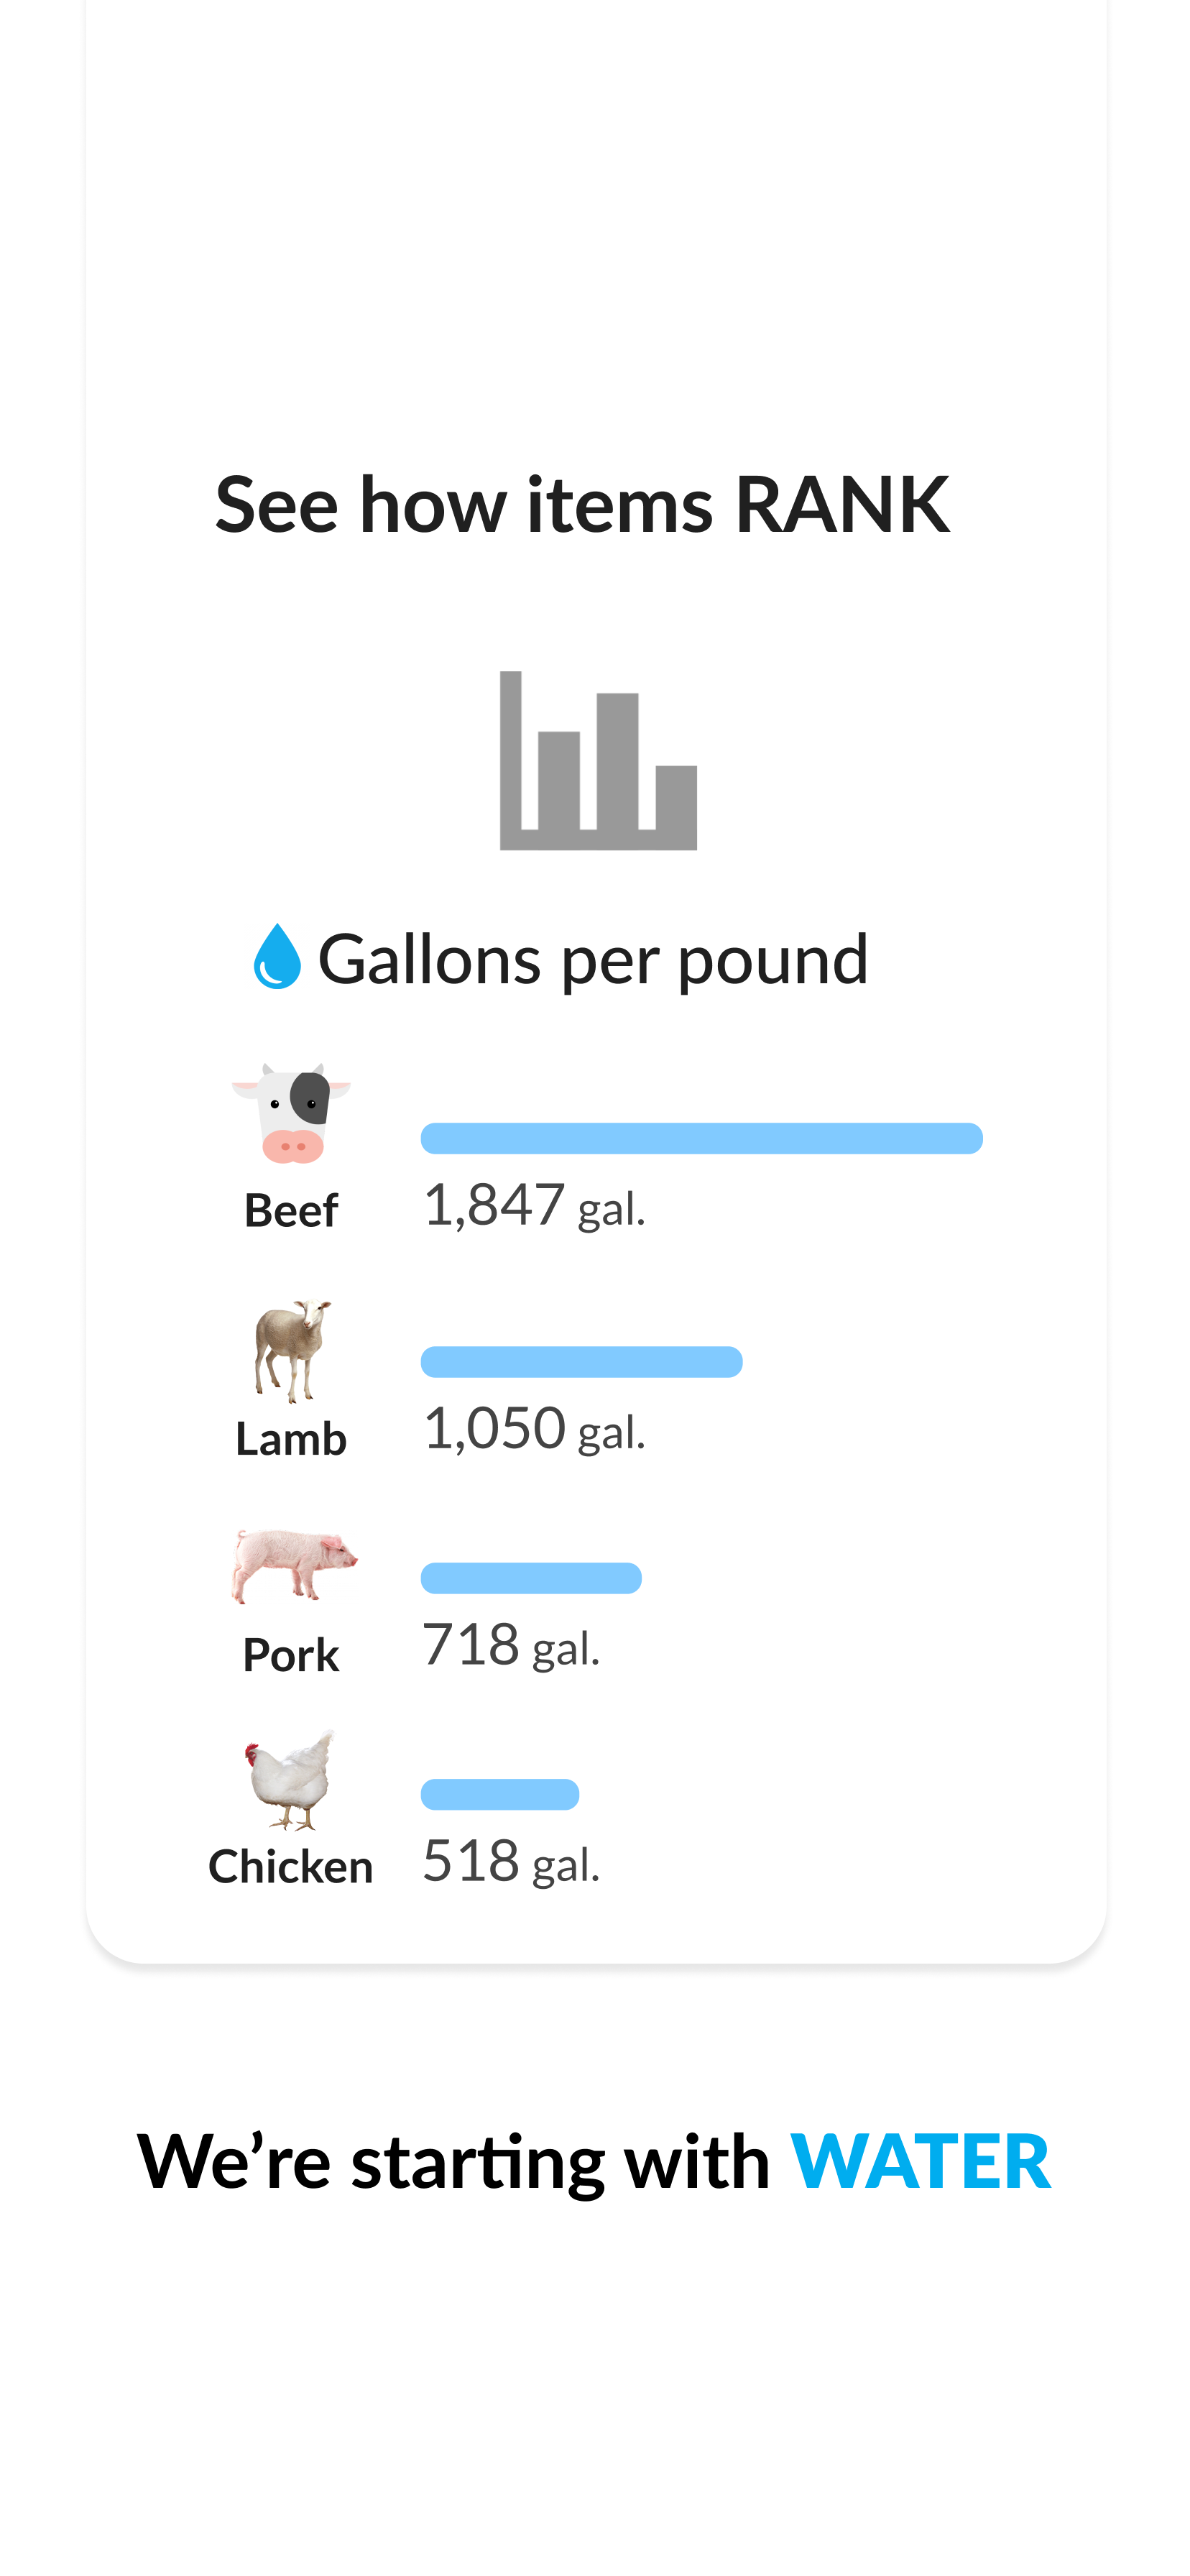 See how items RANK
Gallons per pound
Beef
1,847 gal.
Lamb
1,050 gal.
Pork
718 gal.
Chicken
518 gal.
We’re starting with WATER